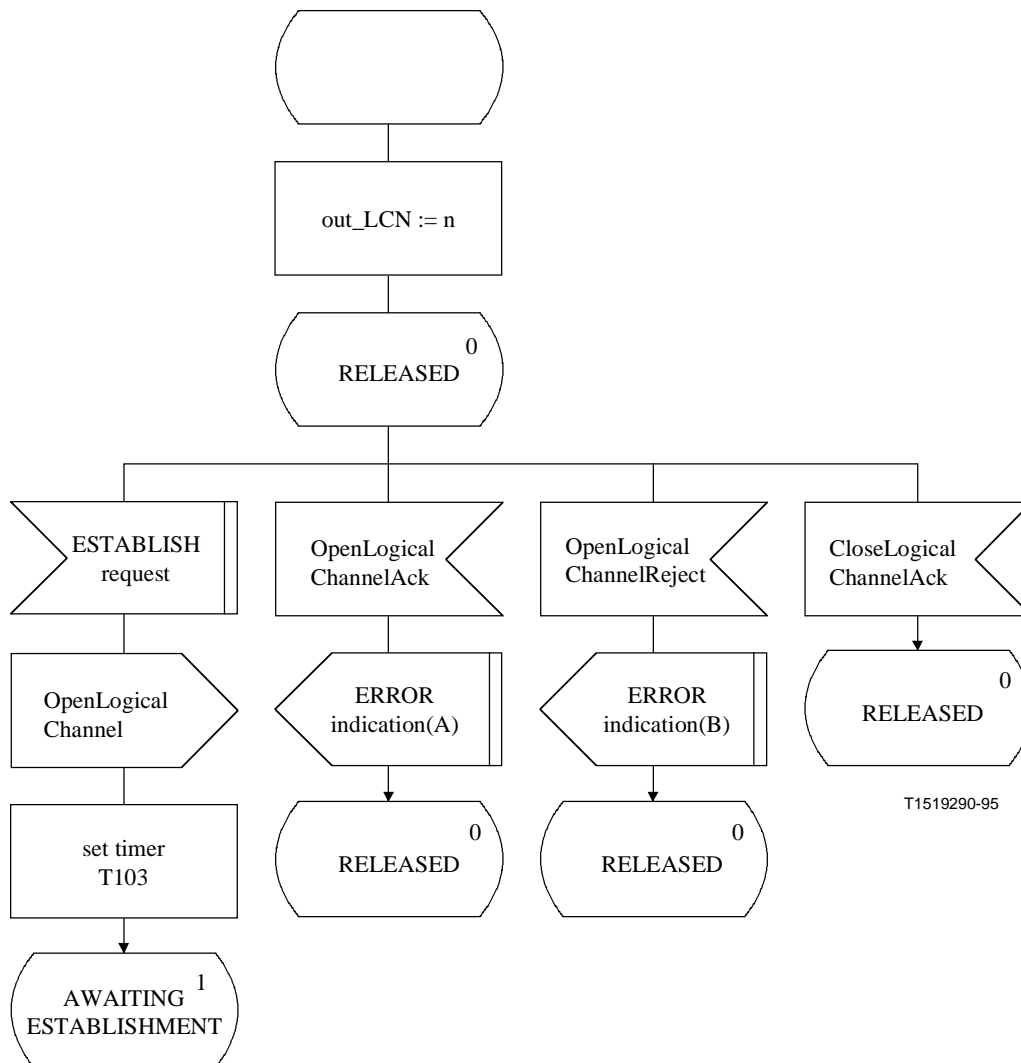 out_LCN := n
0
RELEASED
ESTABLISH
request
OpenLogical
ChannelAck
OpenLogical
ChannelReject
CloseLogical
ChannelAck
OpenLogical
Channel
ERROR
indication(A)
ERROR
indication(B)
0
RELEASED
set timer
T103
0
RELEASED
0
RELEASED
T1519290-95
1
AWAITING
ESTABLISHMENT